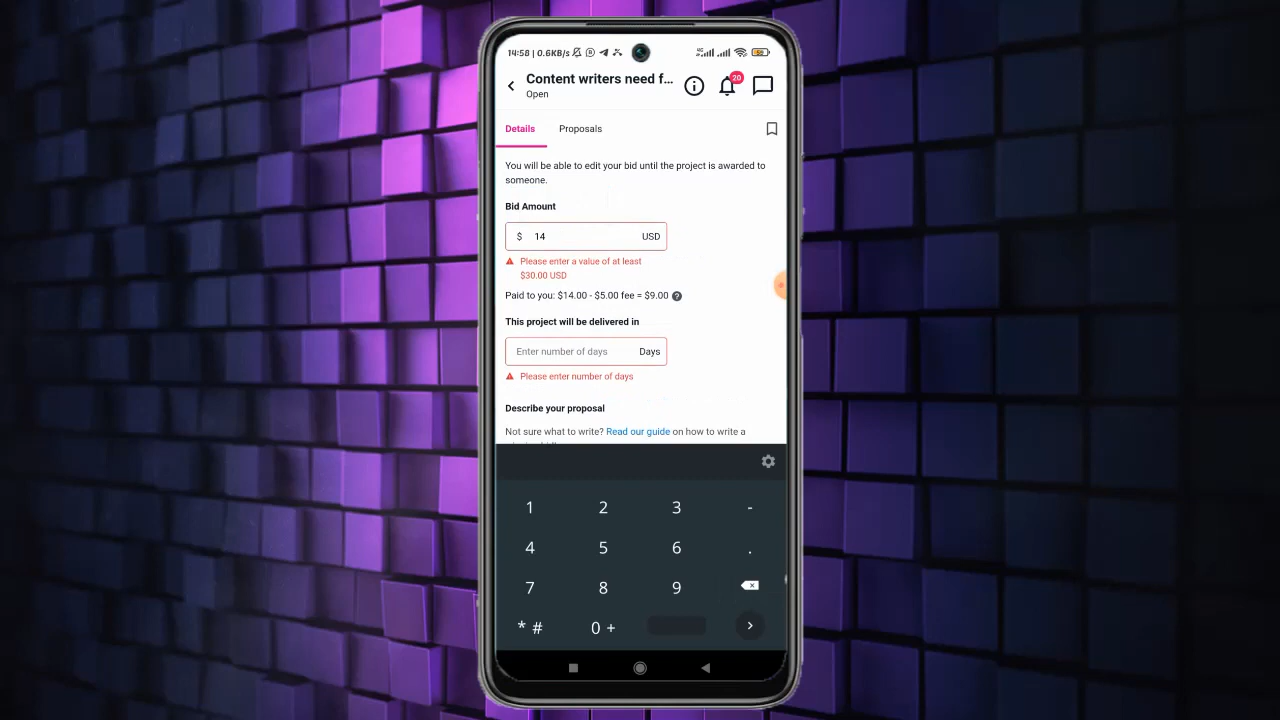 14:58 | 0.6KB/s
Content writers need f...
20
Open
Details Proposals
You will be able to edit your bid until the project is awarded to
someone.
Bid Amount
$ 14 USD
Please enter a value of at least
$30.00 USD
Paid to you: $14.00 - $5.00 fee = $9.00 ?
This project will be delivered in
Enter number of days Days
Please enter number of days
Describe your proposal
Not sure what to write? Read our guide on how to write a
1 2 3 -
4 5 6 .
7 8 9
* # 0 +